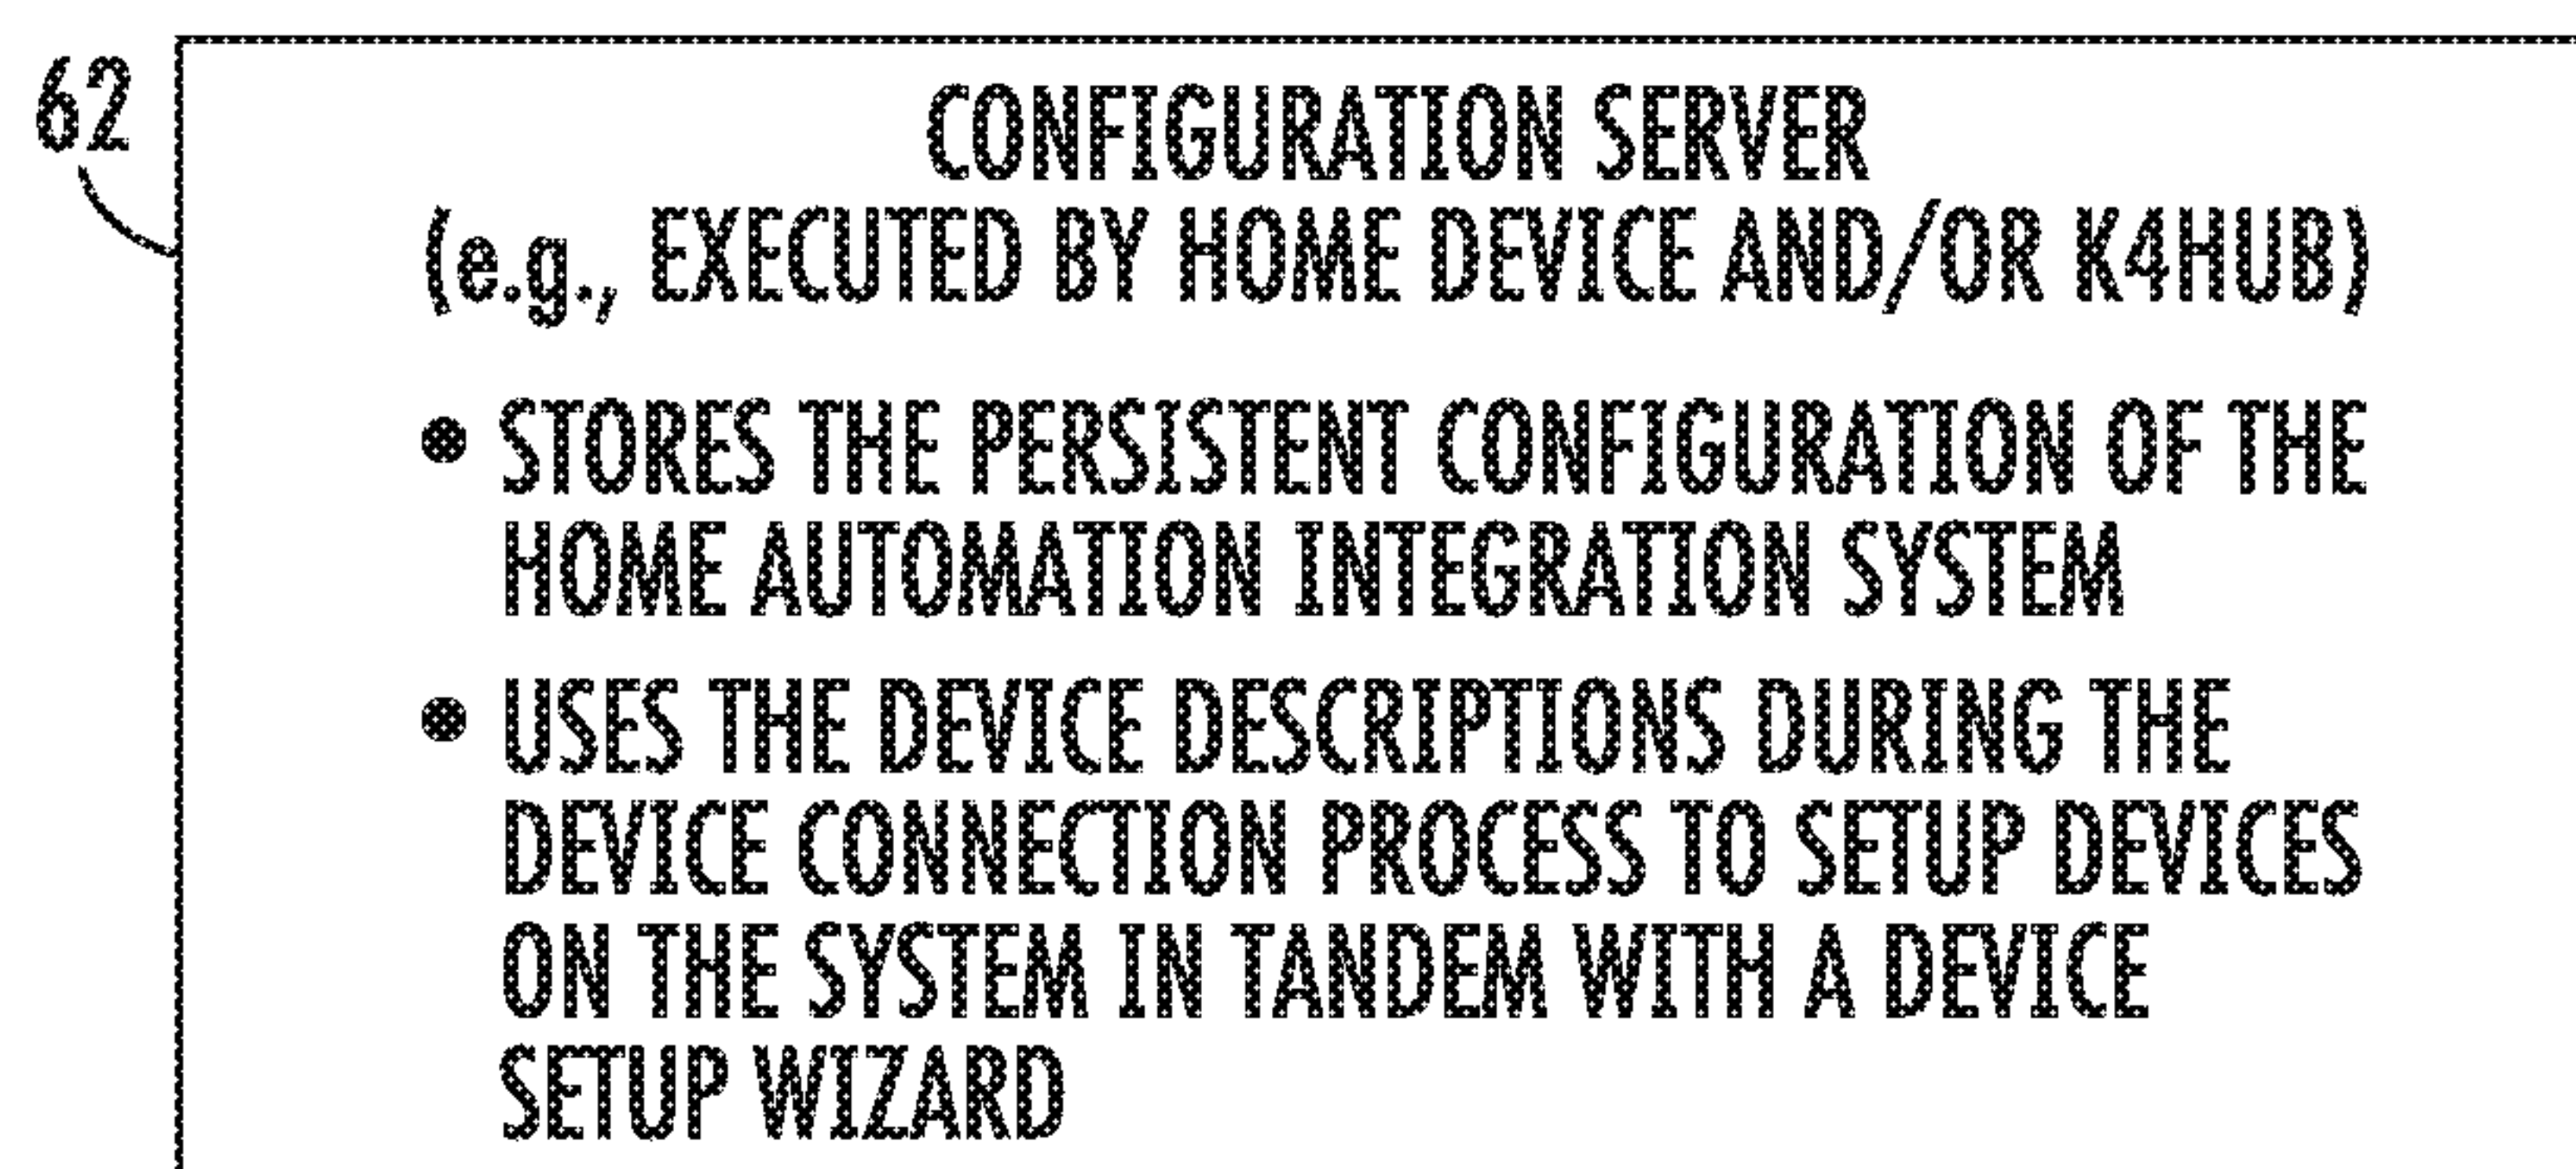 62
CONFIGURATION SERVER
(e.g., EXECUTED BY HOME DEVICE AND/OR K4HUB)
• STORES THE PERSISTENT CONFIGURATION OF THE
HOME AUTOMATION INTEGRATION SYSTEM
• USES THE DEVICE DESCRIPTIONS DURING THE
DEVICE CONNECTION PROCESS TO SETUP DEVICES
ON THE SYSTEM IN TANDEM WITH A DEVICE
SETUP WIZARD